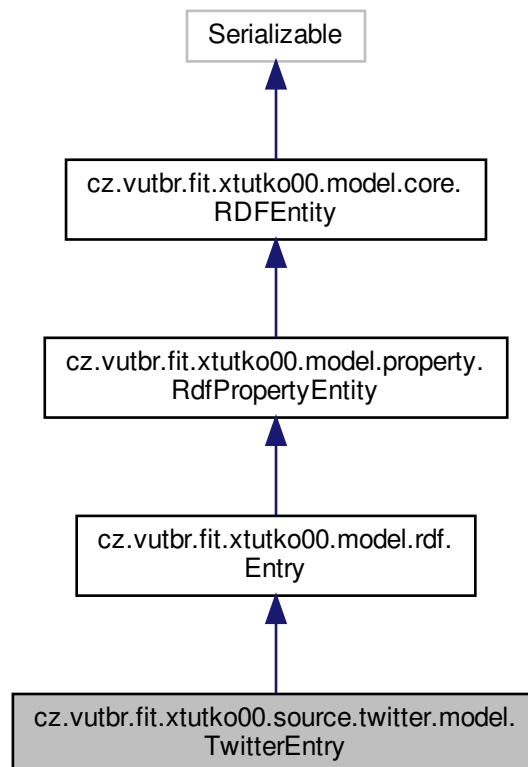 Serializable
cz.vutbr.fit.xtutko00.model.core.
RDFEntity
cz.vutbr.fit.xtutko00.model.property.
RdfPropertyEntity
cz.vutbr.fit.xtutko00.model.rdf.
Entry
cz.vutbr.fit.xtutko00.source.twitter.model.
TwitterEntry